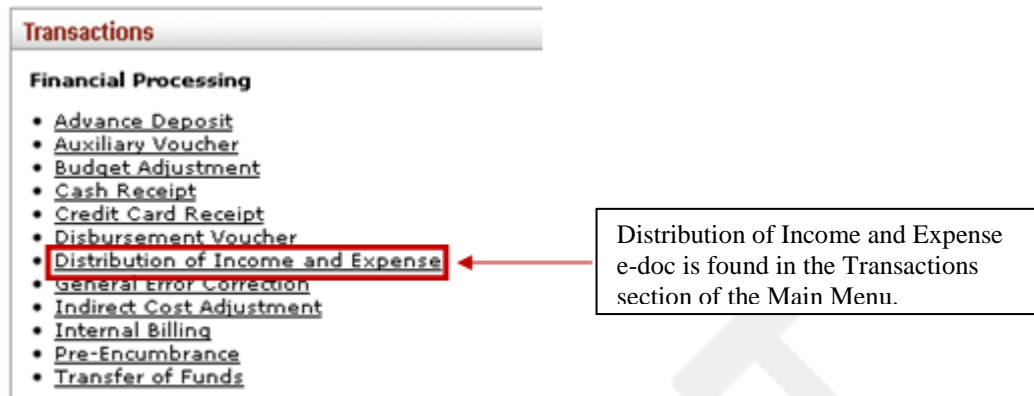 Transactions
Financial Processing
• Advance Deposit
• Auxiliary Voucher
• Budget Adjustment
• Cash Receipt
• Credit Card Receipt
• Disbursement Voucher
• Distribution of Income and Expense
• General Error Correction
• Indirect Cost Adjustment
• Internal Billing
• Pre-Encumbrance
• Transfer of Funds
Distribution of Income and Expense
e-doc is found in the Transactions
section of the Main Menu.